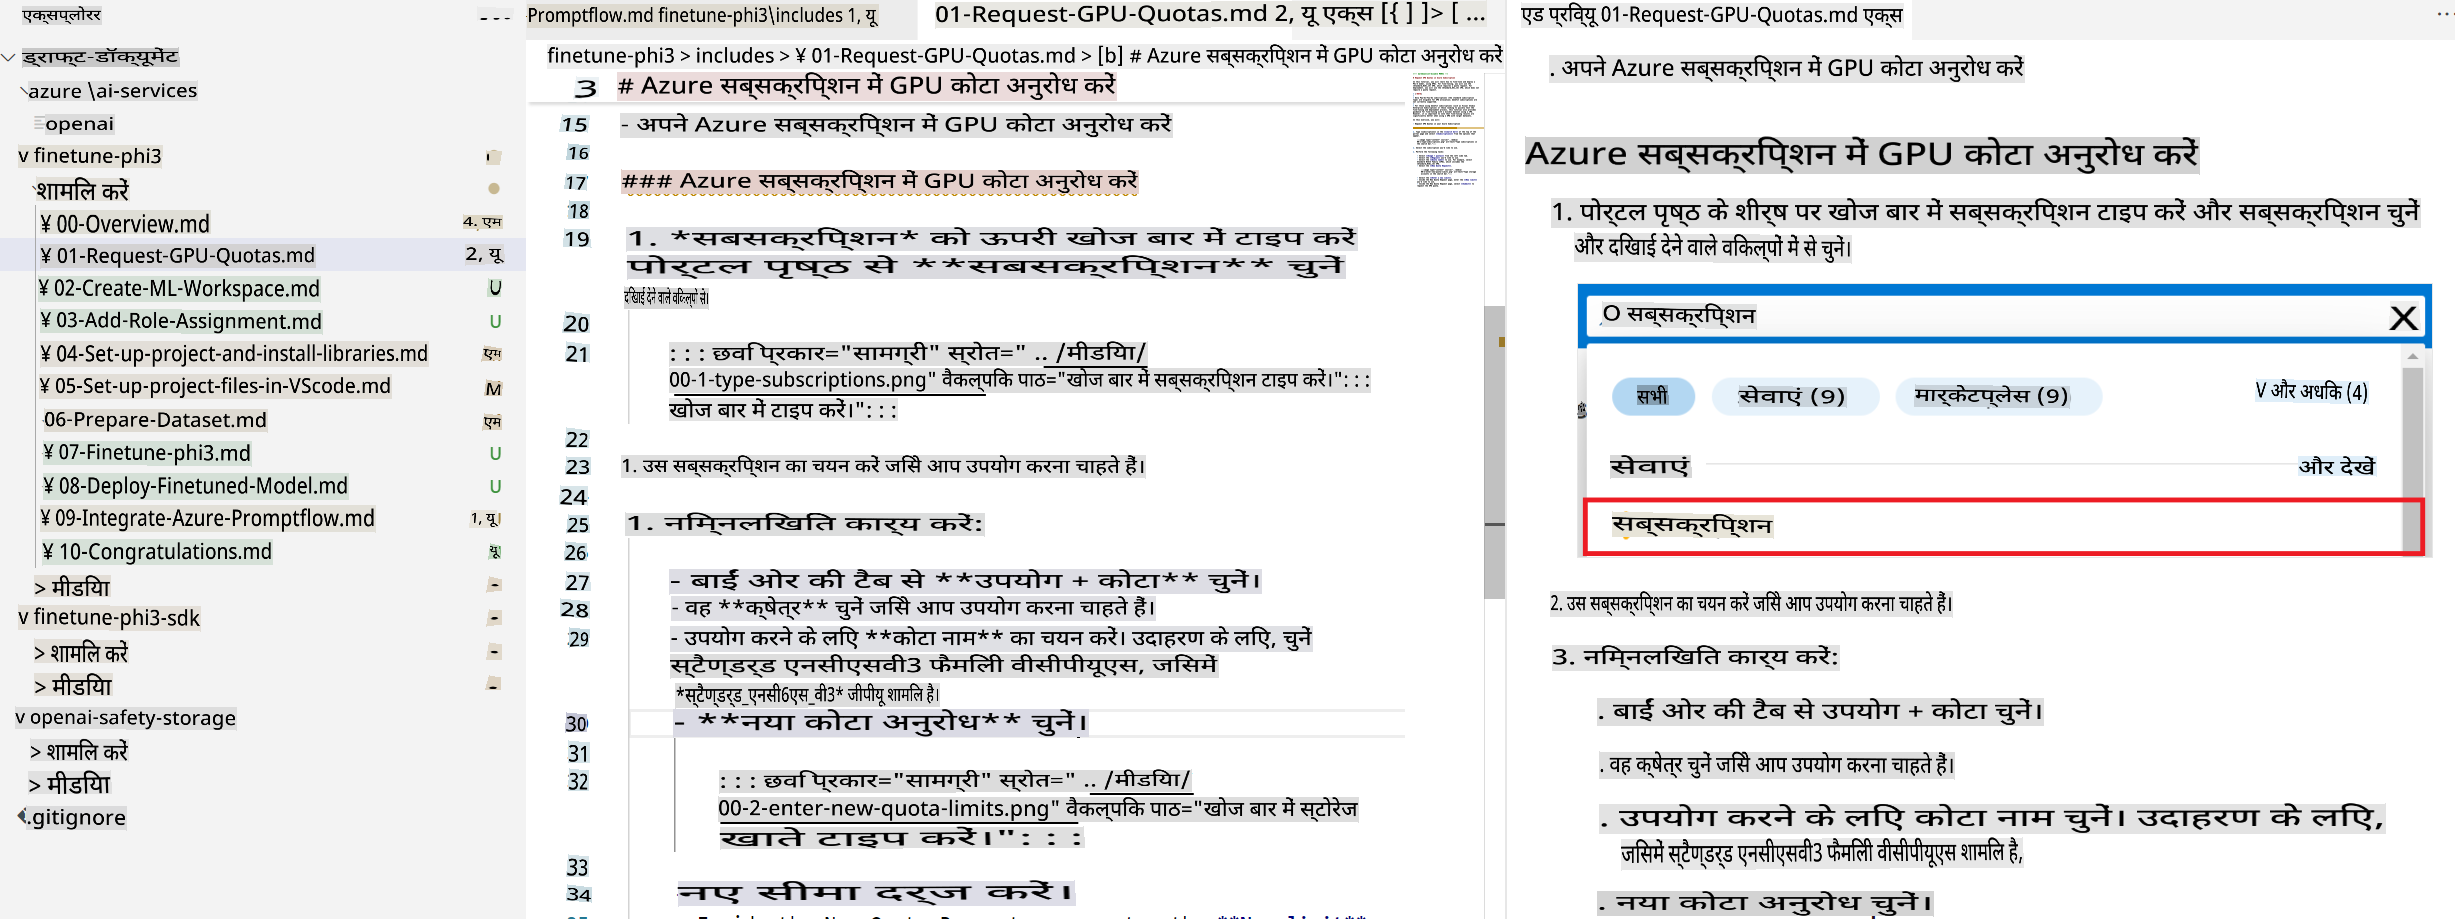 एक्सप्लोरर
ड्राफ्ट-डॉक्यूमेंट
azure \ai-services
openai
v finetune-phi3
शामिल करें
¥ 00-Overview.md 4, एम
¥ 01-Request-GPU-Quotas.md 2, यू
¥ 02-Create-ML-Workspace.md U
¥ 03-Add-Role-Assignment.md U
¥ 04-Set-up-project-and-install-libraries.md एम
¥ 05-Set-up-project-files-in-VScode.md M
06-Prepare-Dataset.md एम
¥ 07-Finetune-phi3.md U
¥ 08-Deploy-Finetuned-Model.md U
¥ 09-Integrate-Azure-Promptflow.md 1, यू
¥ 10-Congratulations.md यू
> मीडिया
v finetune-phi3-sdk
> शामिल करें
> मीडिया
v openai-safety-storage
> शामिल करें
> मीडिया
.gitignore
Promptflow.md finetune-phi3\includes 1, यू
01-Request-GPU-Quotas.md 2, यू एक्स [{ ] ]> [ ...
finetune-phi3 > includes > ¥ 01-Request-GPU-Quotas.md > [b] # Azure सब्सक्रिप्शन में GPU कोटा अनुरोध करें
3 # Azure सब्सक्रिप्शन में GPU कोटा अनुरोध करें
15 - अपने Azure सब्सक्रिप्शन में GPU कोटा अनुरोध करें
16
17 ### Azure सब्सक्रिप्शन में GPU कोटा अनुरोध करें
18
19 1. *सबसक्रिप्शन* को ऊपरी खोज बार में टाइप करें
पोर्टल पृष्ठ से **सबसक्रिप्शन** चुनें
दिखाई देने वाले विकल्पों से।
20
21 : : : छवि प्रकार="सामग्री" स्रोत=" .. /मीडिया/
00-1-type-subscriptions.png" वैकल्पिक पाठ="खोज बार में सब्सक्रिप्शन टाइप करें।": : :
खोज बार में टाइप करें।": : :
22
23 1. उस सब्सक्रिप्शन का चयन करें जिसे आप उपयोग करना चाहते हैं।
24
25 1. निम्नलिखित कार्य करें:
26
27 - बाईं ओर की टैब से **उपयोग + कोटा** चुनें।
28 - वह **क्षेत्र** चुनें जिसे आप उपयोग करना चाहते हैं।
29 - उपयोग करने के लिए **कोटा नाम** का चयन करें। उदाहरण के लिए, चुनें
स्टैण्डर्ड एनसीएसवी3 फैमिली वीसीपीयूएस, जिसमें
*स्टैण्डर्ड_एनसी6एस_वी3* जीपीयू शामिल है।
30 - **नया कोटा अनुरोध** चुनें।
31
32 : : : छवि प्रकार="सामग्री" स्रोत=" .. /मीडिया/
00-2-enter-new-quota-limits.png" वैकल्पिक पाठ="खोज बार में स्टोरेज
खाते टाइप करें।": : :
33
34 नए सीमा दर्ज करें।
एड प्रिव्यू 01-Request-GPU-Quotas.md एक्स
. अपने Azure सब्सक्रिप्शन में GPU कोटा अनुरोध करें
Azure सब्सक्रिप्शन में GPU कोटा अनुरोध करें
1. पोर्टल पृष्ठ के शीर्ष पर खोज बार में सब्सक्रिप्शन टाइप करें और सब्सक्रिप्शन चुनें
और दिखाई देने वाले विकल्पों में से चुनें।
O सब्सक्रिप्शन X
सभी सेवाएं (9) मार्केटप्लेस (9) V और अधिक (4)
सेवाएं और देखें
सब्सक्रिप्शन
2. उस सब्सक्रिप्शन का चयन करें जिसे आप उपयोग करना चाहते हैं।
3. निम्नलिखित कार्य करें:
. बाईं ओर की टैब से उपयोग + कोटा चुनें।
. वह क्षेत्र चुनें जिसे आप उपयोग करना चाहते हैं।
. उपयोग करने के लिए कोटा नाम चुनें। उदाहरण के लिए,
जिसमें स्टैण्डर्ड एनसीएसवी3 फैमिली वीसीपीयूएस शामिल है,
. नया कोटा अनुरोध चुनें।